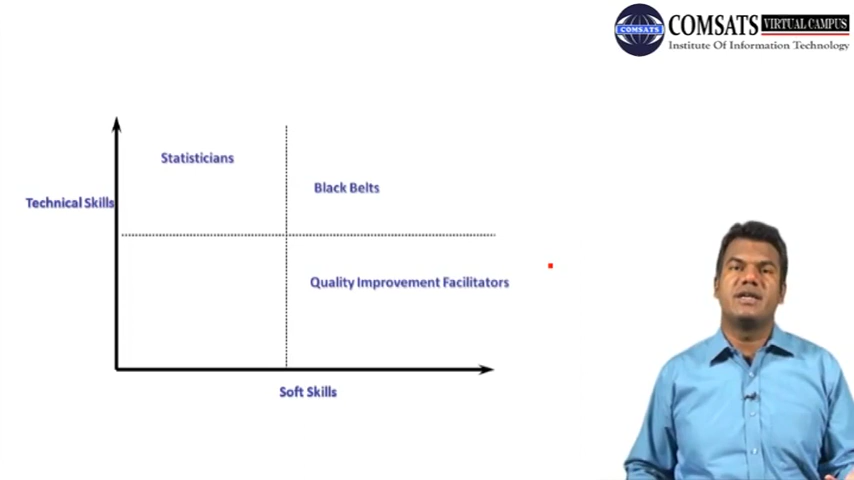 COMSATS VIRTUAL CAMPUS
COMSATS
Institute Of Information Technology
Statisticians
Black Belts
Technical Skills
Quality Improvement Facilitators
Soft Skills